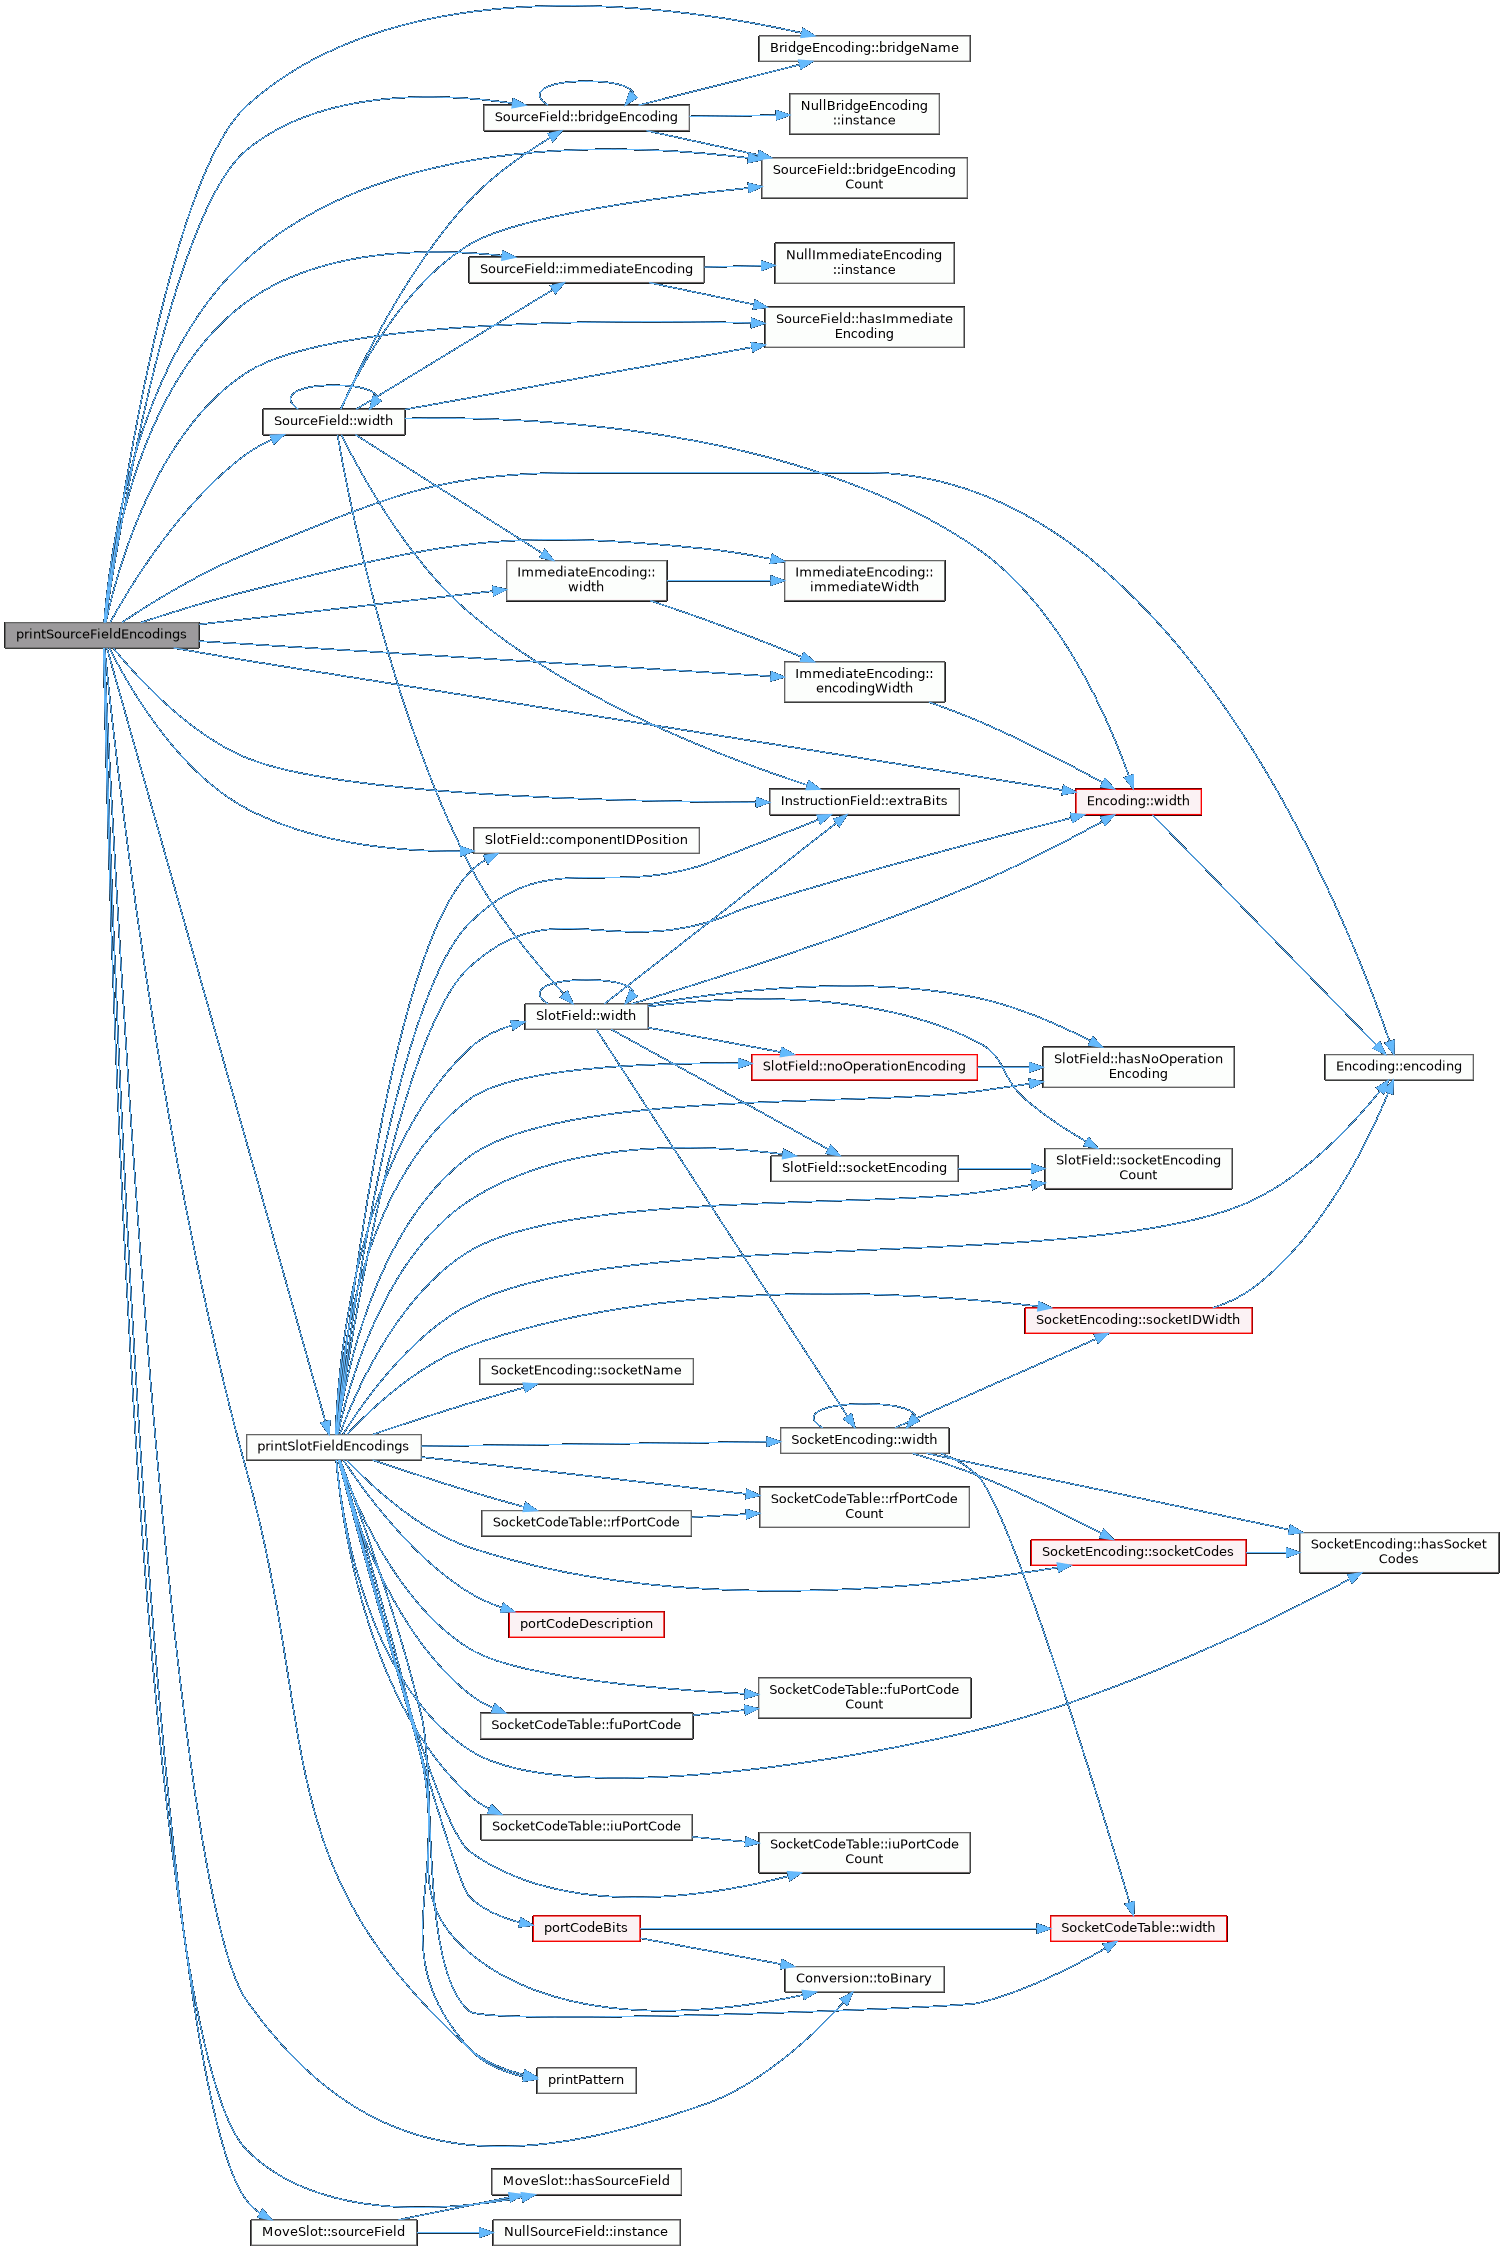 BridgeEncoding::bridgeName
SourceField::bridgeEncoding
NullBridgeEncoding
::instance
SourceField::bridgeEncoding
Count
SourceField::immediateEncoding
NullImmediateEncoding
::instance
SourceField::hasImmediate
Encoding
SourceField::width
ImmediateEncoding::
width
ImmediateEncoding::
immediateWidth
printSourceFieldEncodings
ImmediateEncoding::
encodingWidth
InstructionField::extraBits
Encoding::width
SlotField::componentIDPosition
SlotField::width
SlotField::noOperationEncoding
SlotField::hasNoOperation
Encoding
Encoding::encoding
SlotField::socketEncoding
SlotField::socketEncoding
Count
SocketEncoding::socketIDWidth
SocketEncoding::socketName
printSlotFieldEncodings
SocketEncoding::width
SocketCodeTable::rfPortCode
SocketCodeTable::rfPortCode
Count
SocketEncoding::socketCodes
SocketEncoding::hasSocket
Codes
portCodeDescription
SocketCodeTable::fuPortCode
Count
SocketCodeTable::fuPortCode
SocketCodeTable::iuPortCode
SocketCodeTable::iuPortCode
Count
portCodeBits
SocketCodeTable::width
Conversion::toBinary
printPattern
MoveSlot::hasSourceField
MoveSlot::sourceField
NullSourceField::instance